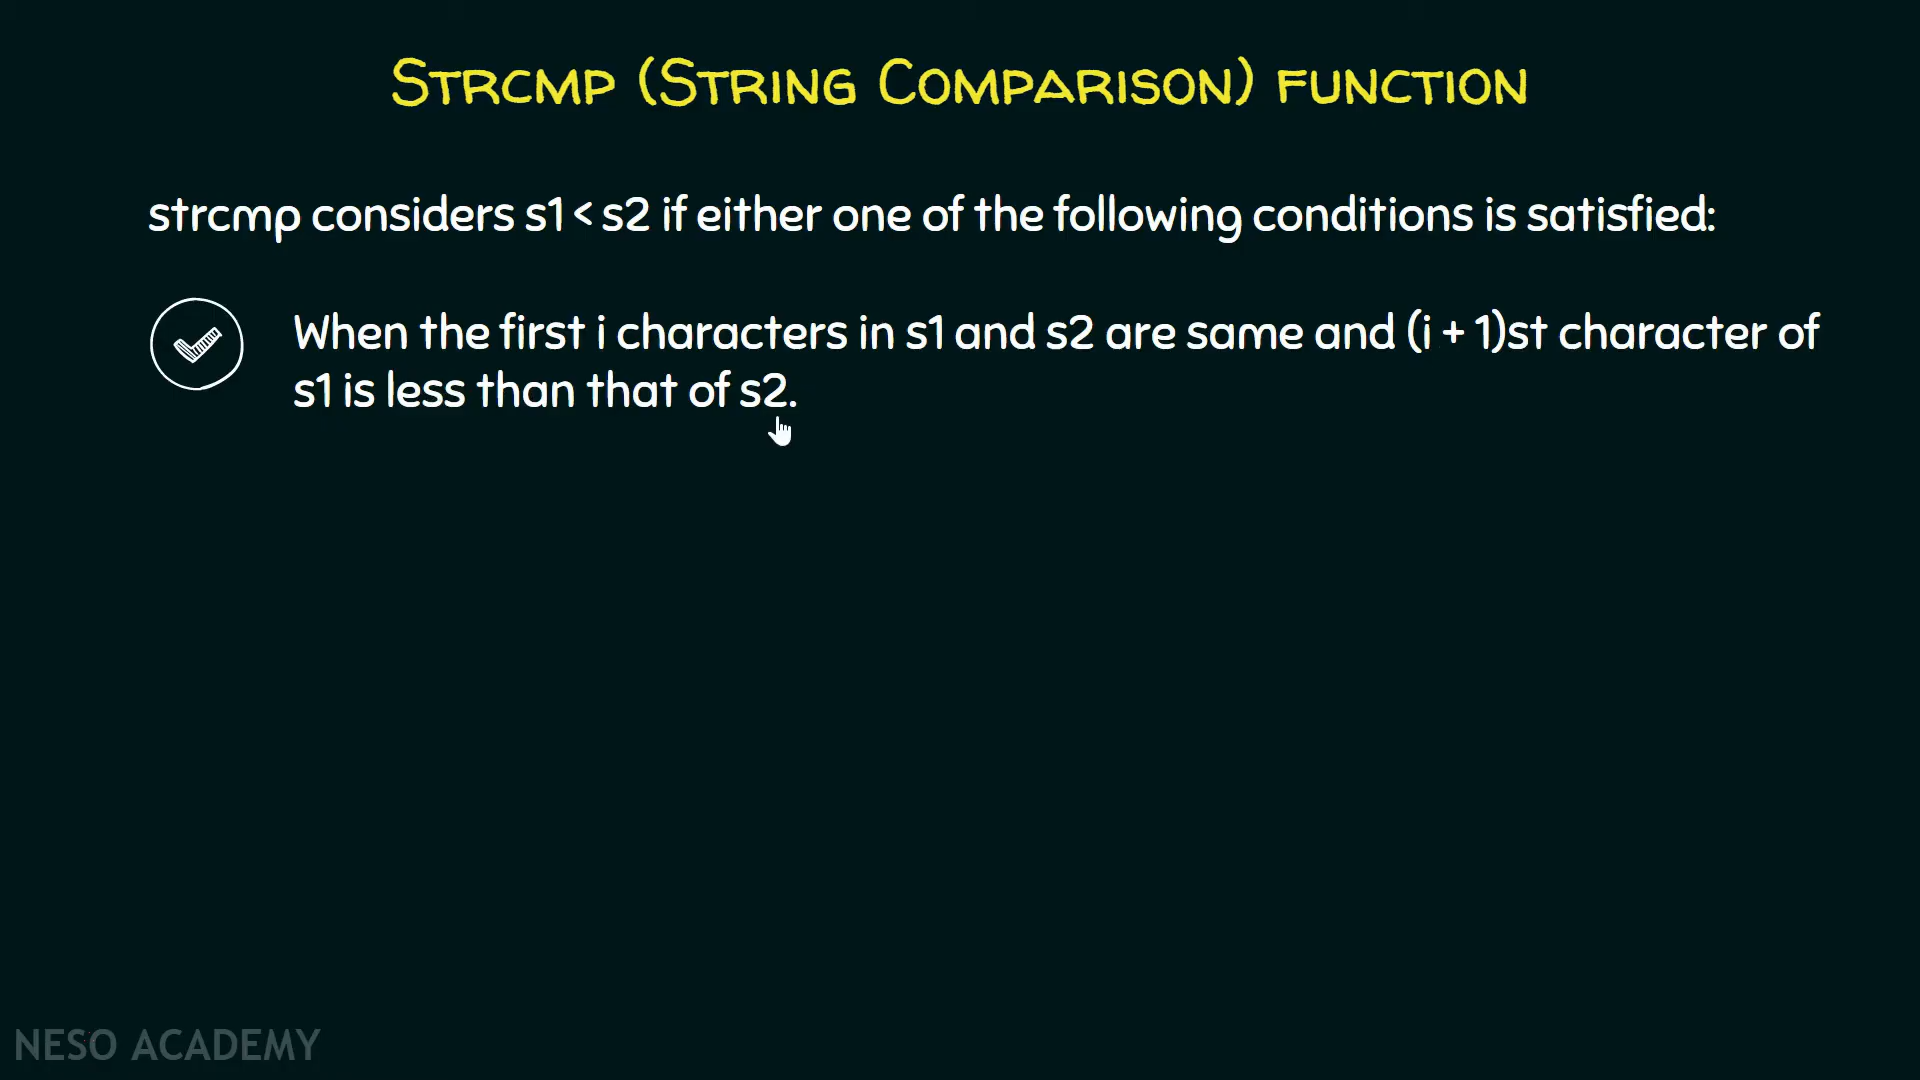 Strcmp (String Comparison) function
strcmp considers s1 < s2 if either one of the following conditions is satisfied:
When the first i characters in s1 and s2 are same and (i + 1)st character of
s1 is less than that of s2.
NESO ACADEMY